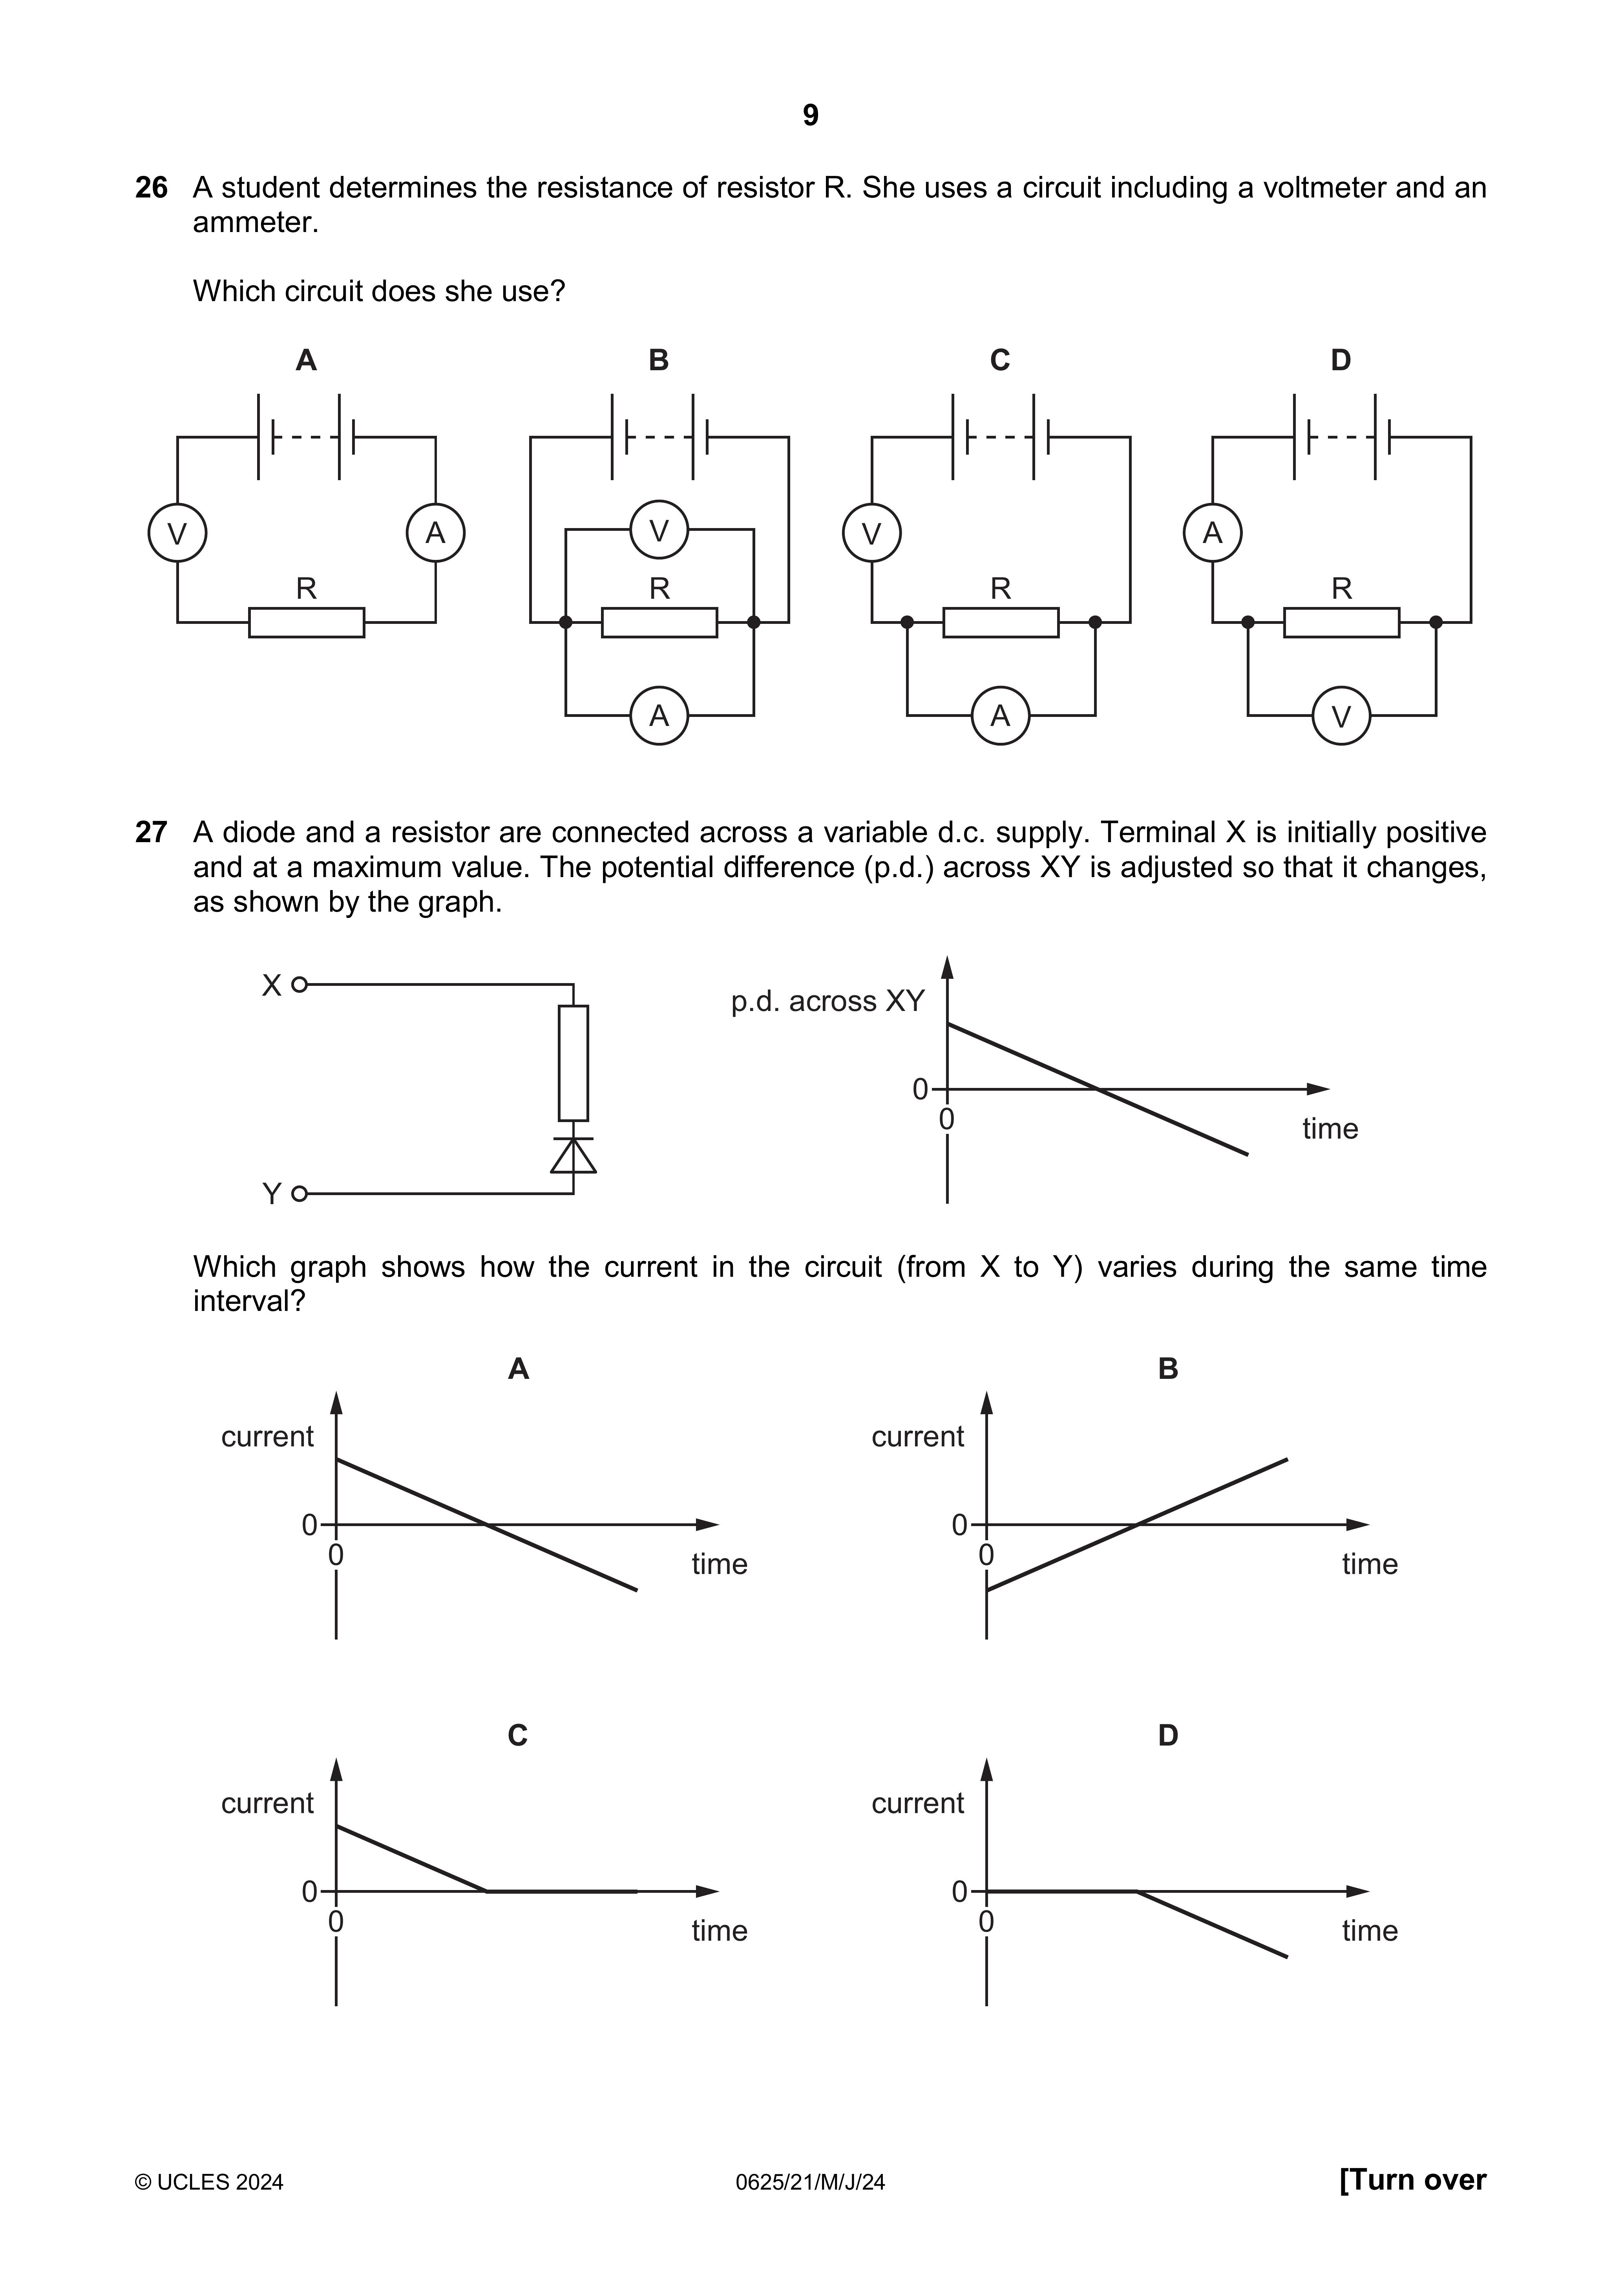 9
26 A student determines the resistance of resistor R. She uses a circuit including a voltmeter and an
ammeter.
Which circuit does she use?
A B C D
V A V V A
R R R R
A A V
27 A diode and a resistor are connected across a variable d.c. supply. Terminal X is initially positive
and at a maximum value. The potential difference (p.d.) across XY is adjusted so that it changes,
as shown by the graph.
X
Y
p.d. across XY
0
0
time
Which graph shows how the current in the circuit (from X to Y) varies during the same time
interval?
A
current
0
0
time
B
current
0
0
time
C
current
0
0
time
D
current
0
0
time
© UCLES 2024 0625/21/M/J/24 [Turn over